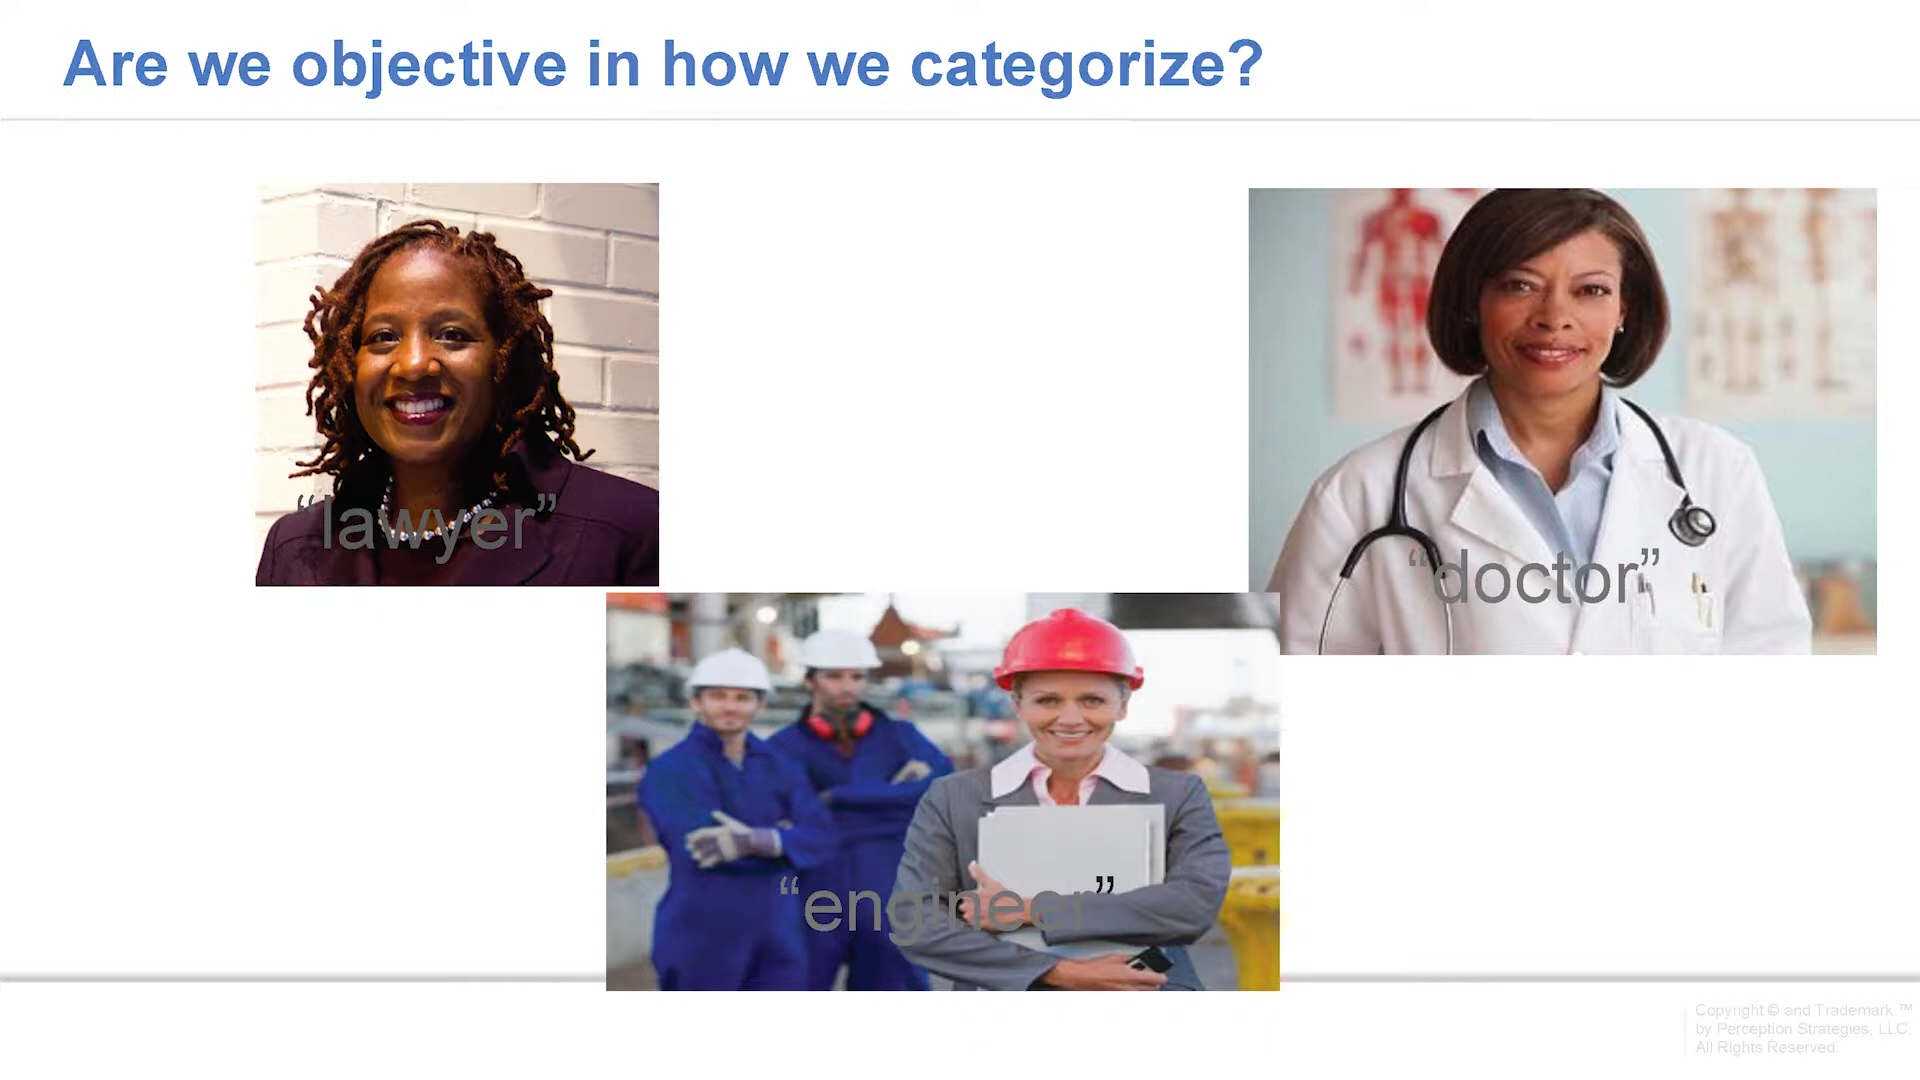 Are we objective in how we categorize?
“lawyer”
“doctor”
“engineer”
Copyright © and Trademark ™
by Perception Strategies, LLC.
All Rights Reserved.